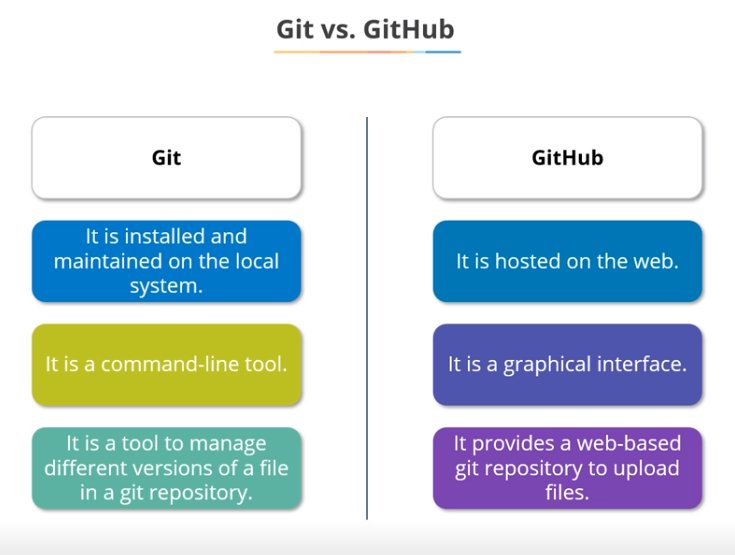 Git vs. GitHub
Git
It is installed and
maintained on the local
system.
It is a command-line tool.
It is a tool to manage
different versions of a file
in a git repository.
GitHub
It is hosted on the web.
It is a graphical interface.
It provides a web-based
git repository to upload
files.